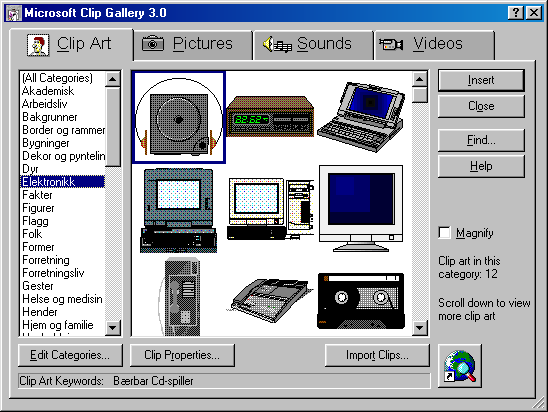 Microsoft Clip Gallery 3.0
Clip Art
Pictures
Sounds
Videos
(All Categories)
Akademisk
Arbeidsliv
Bakgrunner
Border og rammer
Bygninger
Dekor og pyntelin
Dyr
Elektronikk
Fakter
Figurer
Flagg
Folk
Former
Forretning
Forretningsliv
Gester
Helse og medisin
Hender
Hjem og familie
02:02
Insert
Close
Find...
Help
Magnify
Clip art in this
category: 12
Scroll down to view
more clip art
Edit Categories...
Clip Properties...
Import Clips...
Clip Art Keywords: Bærbar Cd-spiller